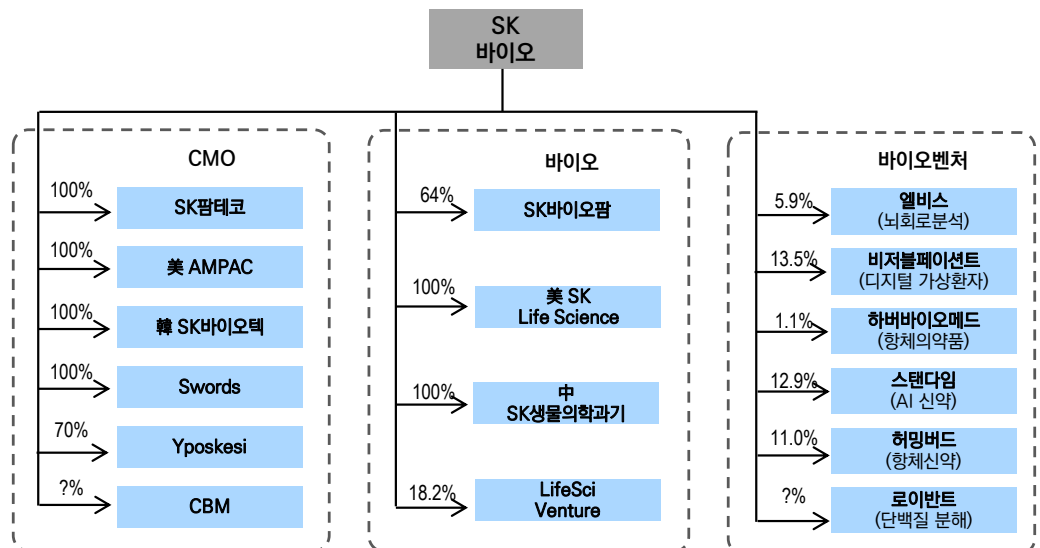 SK
바이오
CMO
100%
SK팜테코
100%
美 AMPAC
100%
韓 SK바이오텍
100%
Swords
70%
Yposkesi
?%
CBM
바이오
64%
SK바이오팜
100%
美 SK
Life Science
100%
中
SK생물의학과기
18.2%
LifeSci
Venture
바이오벤처
5.9%
엘비스
(뇌회로분석)
13.5%
비저블페이션트
(디지털 가상환자)
1.1%
하버바이오메드
(항체의약품)
12.9%
스탠다임
(AI 신약)
11.0%
허밍버드
(항체신약)
?%
로이반트
(단백질 분해)